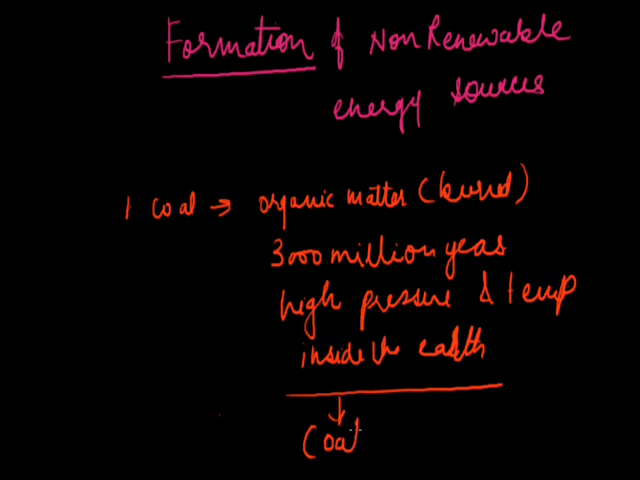 Formation of Non Renewable
energy sources
1 Coal → organic matter (buried)
3000 million years
high pressure & temp
inside the earth
Coal